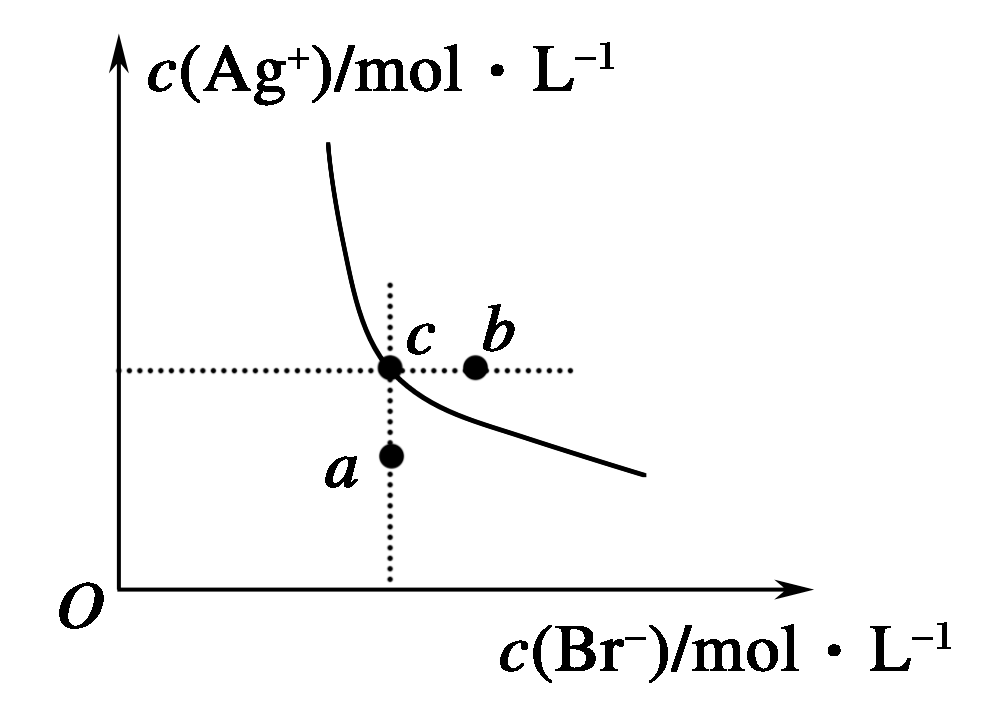 c(Ag⁺)/mol · L⁻¹
c b
a
O
c(Br⁻)/mol · L⁻¹